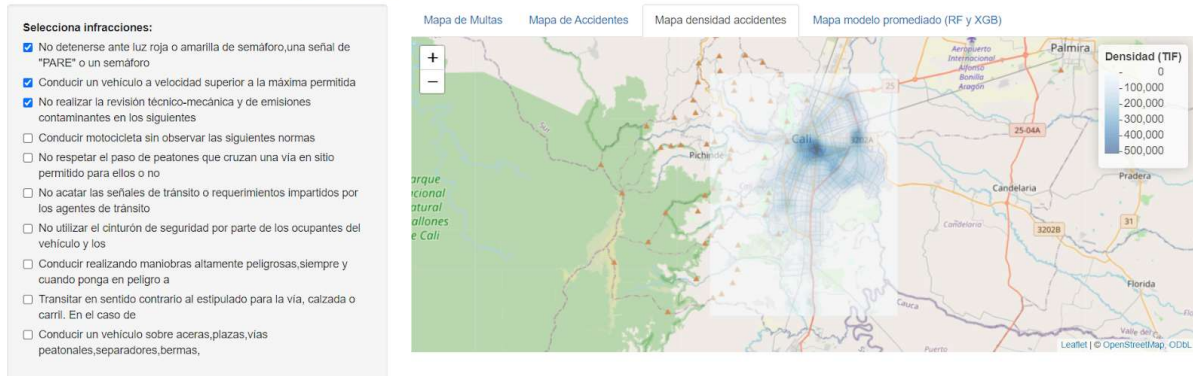 Selecciona infracciones:
No detenerse ante luz roja o amarilla de semáforo,una señal de
"PARE" o un semáforo
Conducir un vehículo a velocidad superior a la máxima permitida
No realizar la revisión técnico-mecánica y de emisiones
contaminantes en los siguientes
Conducir motocicleta sin observar las siguientes normas
No respetar el paso de peatones que cruzan una vía en sitio
permitido para ellos o no
No acatar las señales de tránsito o requerimientos impartidos por
los agentes de tránsito
No utilizar el cinturón de seguridad por parte de los ocupantes del
vehículo y los
Conducir realizando maniobras altamente peligrosas,siempre y
cuando ponga en peligro a
Transitar en sentido contrario al estipulado para la vía, calzada o
carril. En el caso de
Conducir un vehículo sobre aceras,plazas,vías
peatonales,separadores,bermas,
Mapa de Multas Mapa de Accidentes Mapa densidad accidentes Mapa modelo promediado (RF y XGB)
+
−
Aeropuerto
Internacional
Alfonso
Bonilla
Aragón
Palmira
25
25-04A
Cali
Pichinde
Candelaria
Candelaria
Pradera
31
3202B
Florida
Cauca
Puerto
Densidad (TIF)
0
100,000
200,000
300,000
400,000
500,000
Leaflet | © OpenStreetMap, ODbL